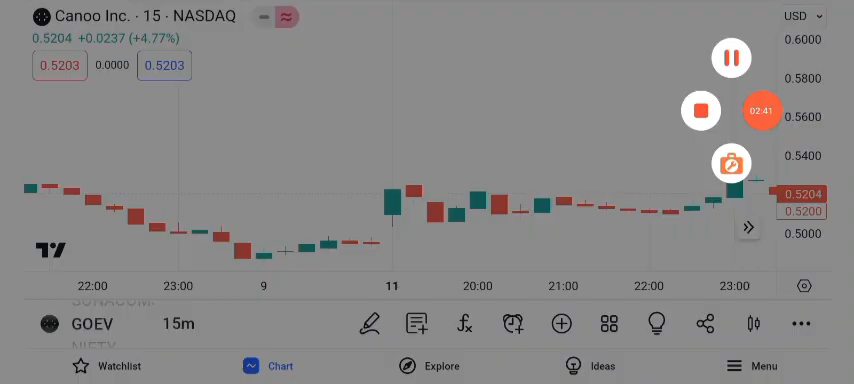 Canoo Inc. · 15 · NASDAQ
USD
0.5204 +0.0237 (+4.77%)
0.5203 0.0000 0.5203
0.6000
0.5800
0.5600
0.5400
0.5204
0.5200
0.5000
02:41
22:00 23:00 9 11 20:00 21:00 22:00 23:00
GOEV 15m
NIFTY
Watchlist Chart Explore Ideas Menu